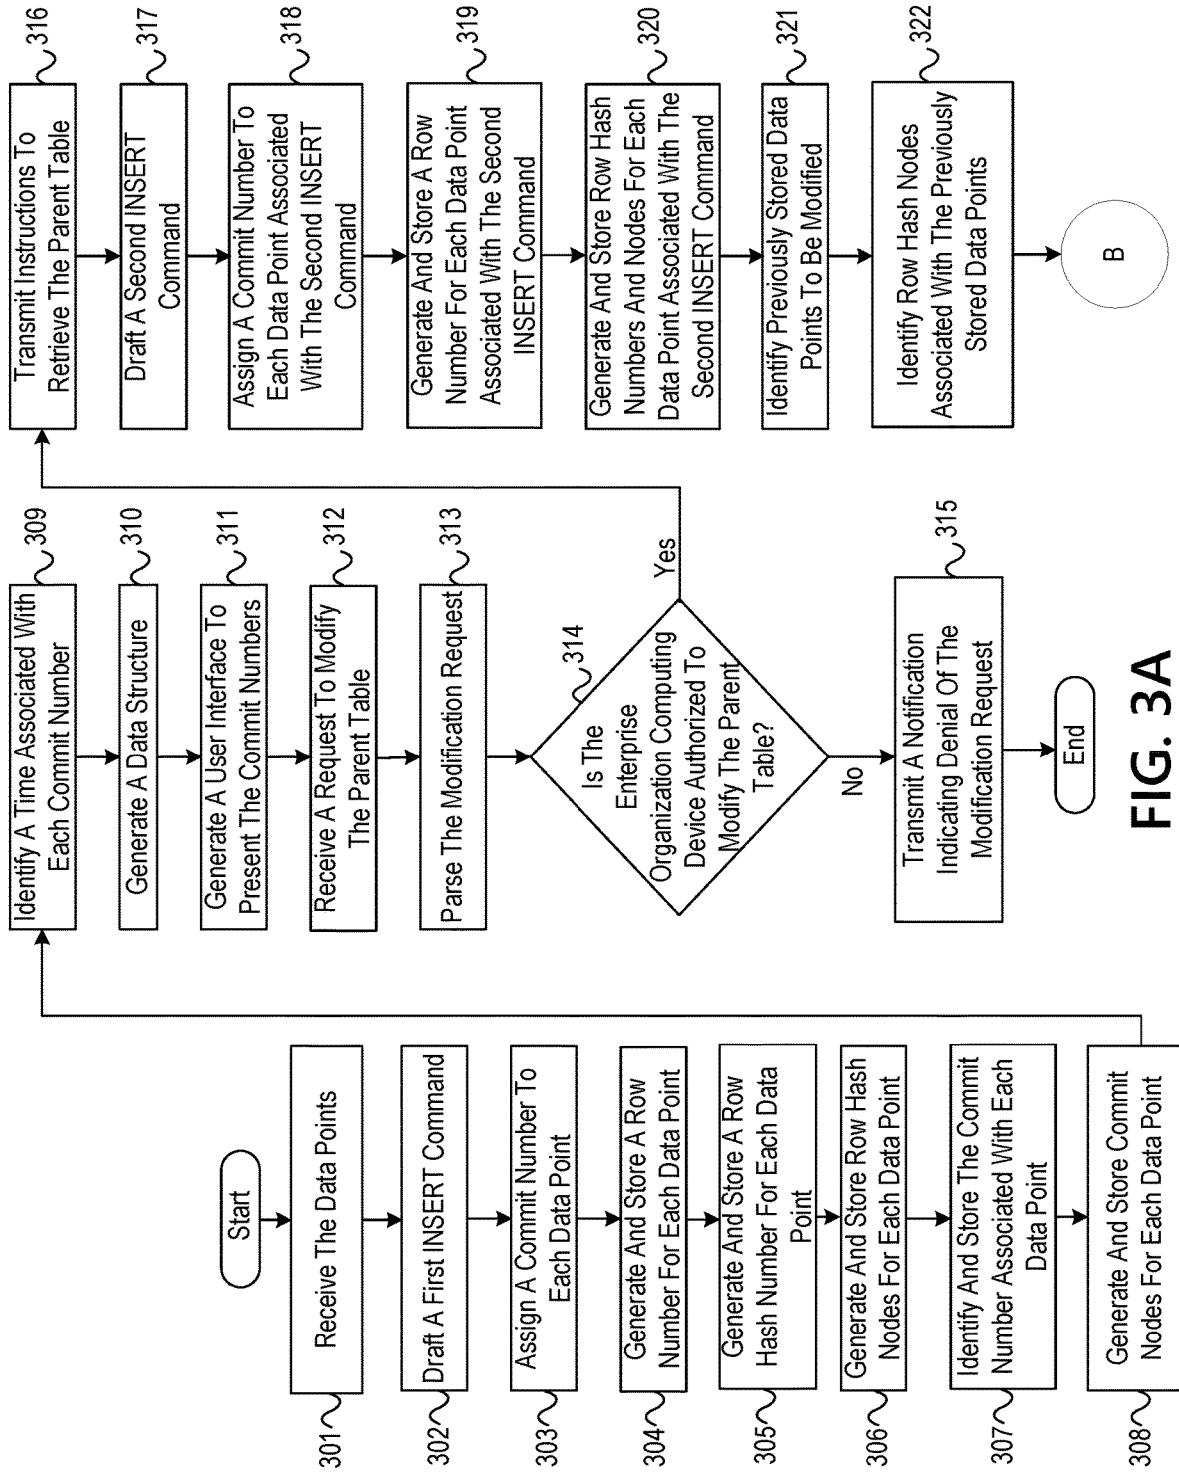 Start
301
Receive The Data Points
302
Draft A First INSERT Command
303
Assign A Commit Number To
Each Data Point
304
Generate And Store A Row
Number For Each Data Point
305
Generate And Store A Row
Hash Number For Each Data
Point
306
Generate And Store Row Hash
Nodes For Each Data Point
307
Identify And Store The Commit
Number Associated With Each
Data Point
308
Generate And Store Commit
Nodes For Each Data Point
309
Identify A Time Associated With
Each Commit Number
310
Generate A Data Structure
311
Generate A User Interface To
Present The Commit Numbers
312
Receive A Request To Modify
The Parent Table
313
Parse The Modification Request
314
Is The
Enterprise
Organization Computing
Device Authorized To
Modify The Parent
Table?
Yes
No
315
Transmit A Notification
Indicating Denial Of The
Modification Request
End
316
Transmit Instructions To
Retrieve The Parent Table
317
Draft A Second INSERT
Command
318
Assign A Commit Number To
Each Data Point Associated
With The Second INSERT
Command
319
Generate And Store A Row
Number For Each Data Point
Associated With The Second
INSERT Command
320
Generate And Store Row Hash
Numbers And Nodes For Each
Data Point Associated With The
Second INSERT Command
321
Identify Previously Stored Data
Points To Be Modified
322
Identify Row Hash Nodes
Associated With The Previously
Stored Data Points
B
FIG. 3A